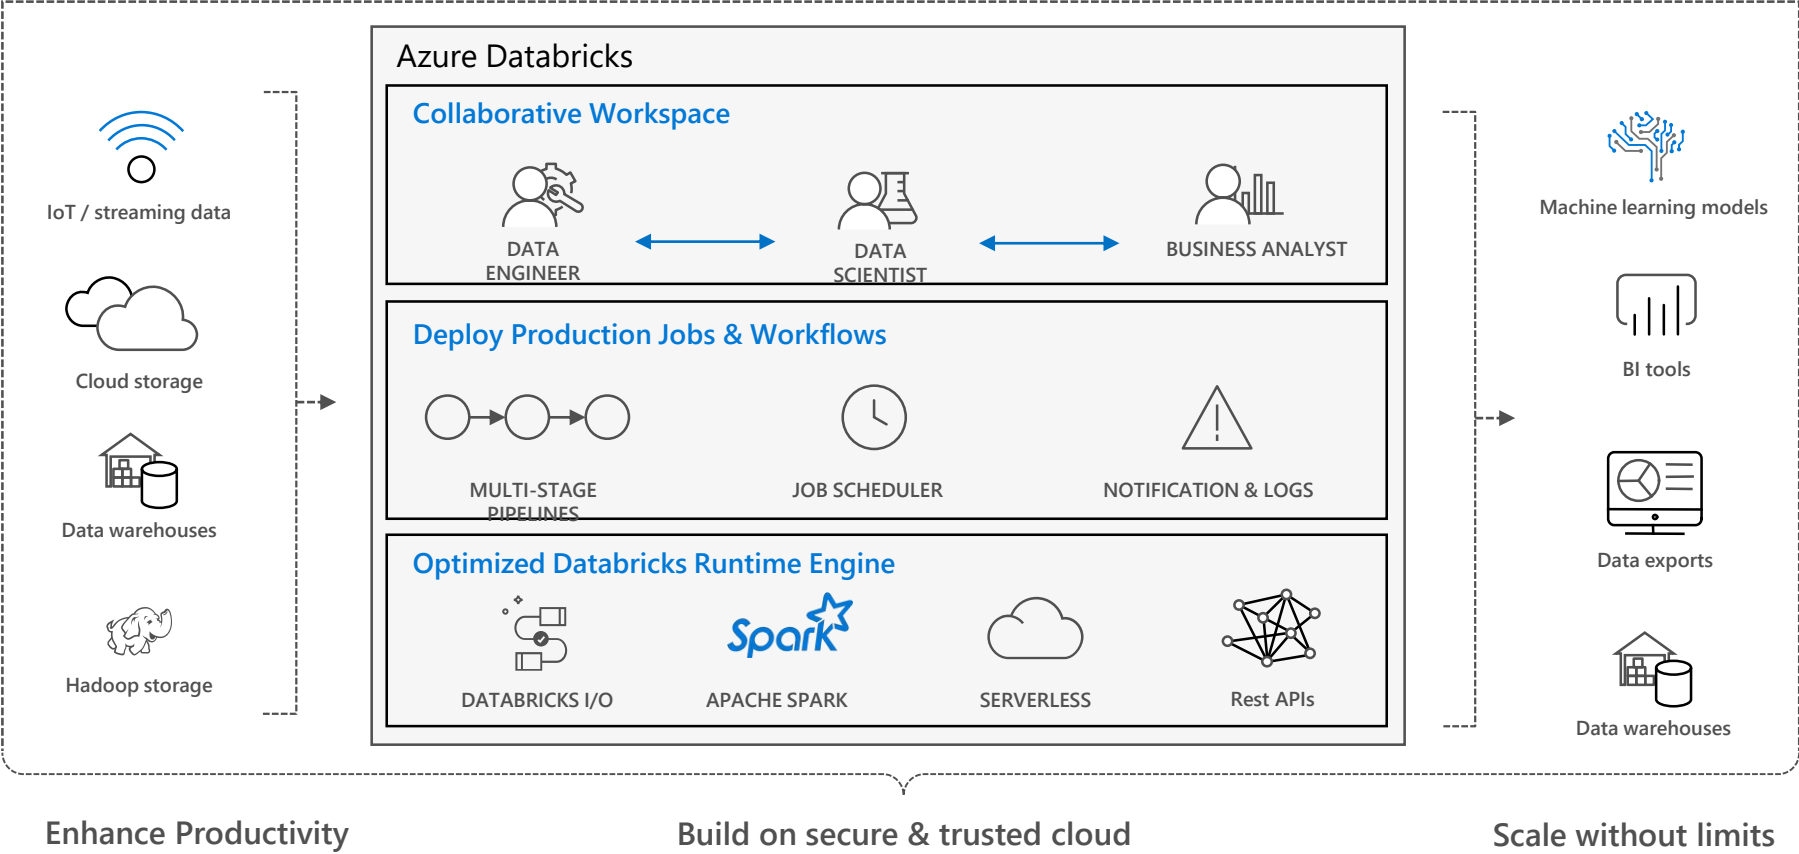 Azure Databricks
Collaborative Workspace
DATA
ENGINEER
DATA
SCIENTIST
BUSINESS ANALYST
Deploy Production Jobs & Workflows
MULTI-STAGE
PIPELINES
JOB SCHEDULER
NOTIFICATION & LOGS
Optimized Databricks Runtime Engine
DATABRICKS I/O
Spark
APACHE SPARK
SERVERLESS
Rest APIs
IoT / streaming data
Cloud storage
Data warehouses
Hadoop storage
Machine learning models
BI tools
Data exports
Data warehouses
Enhance Productivity
Build on secure & trusted cloud
Scale without limits